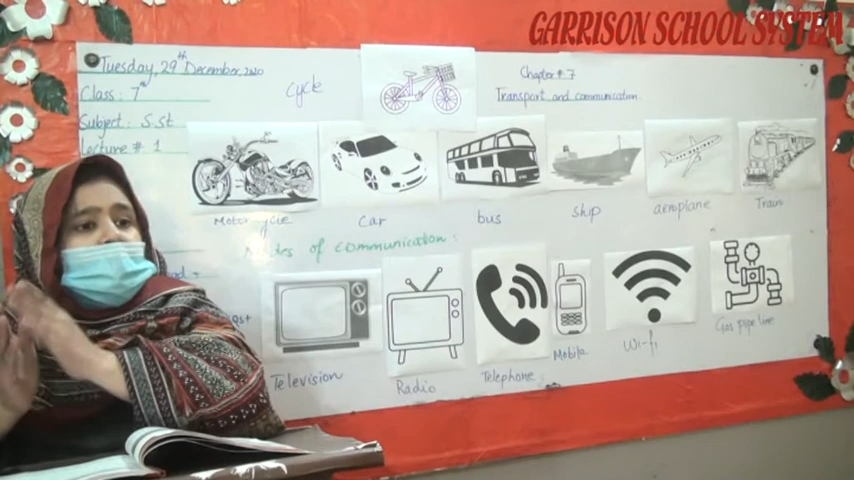 GARRISON SCHOOL SYSTEM
Tuesday, 29th December, 2020
Class: 7th
Subject: S.st
Lecture # 1
cycle
Chapter # 7
Transport and communication
Motorcycle
car
bus
ship
aeroplane
Train
of communication:
Television
Radio
Telephone
Mobile
Wi-fi
Gas pipe line